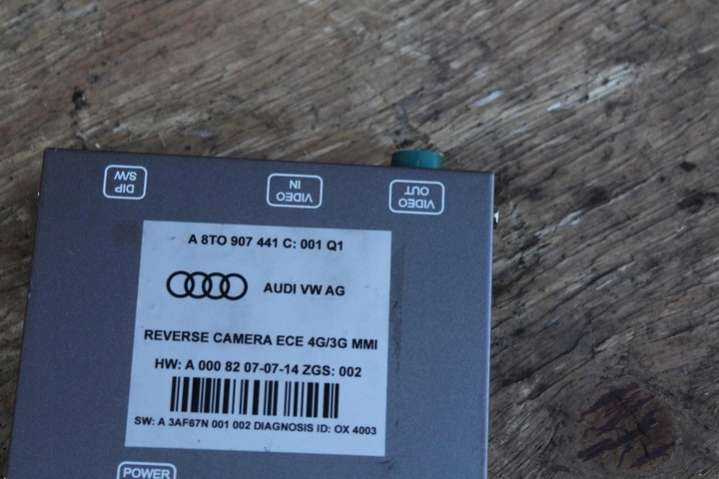 DIP
S/W
VIDEO
IN
VIDEO
OUT
A 8TO 907 441 C: 001 Q1
AUDI VW AG
REVERSE CAMERA ECE 4G/3G MMI
HW: A 000 82 07-07-14 ZGS: 002
SW: A 3AF67N 001 002 DIAGNOSIS ID: OX 4003
POWER